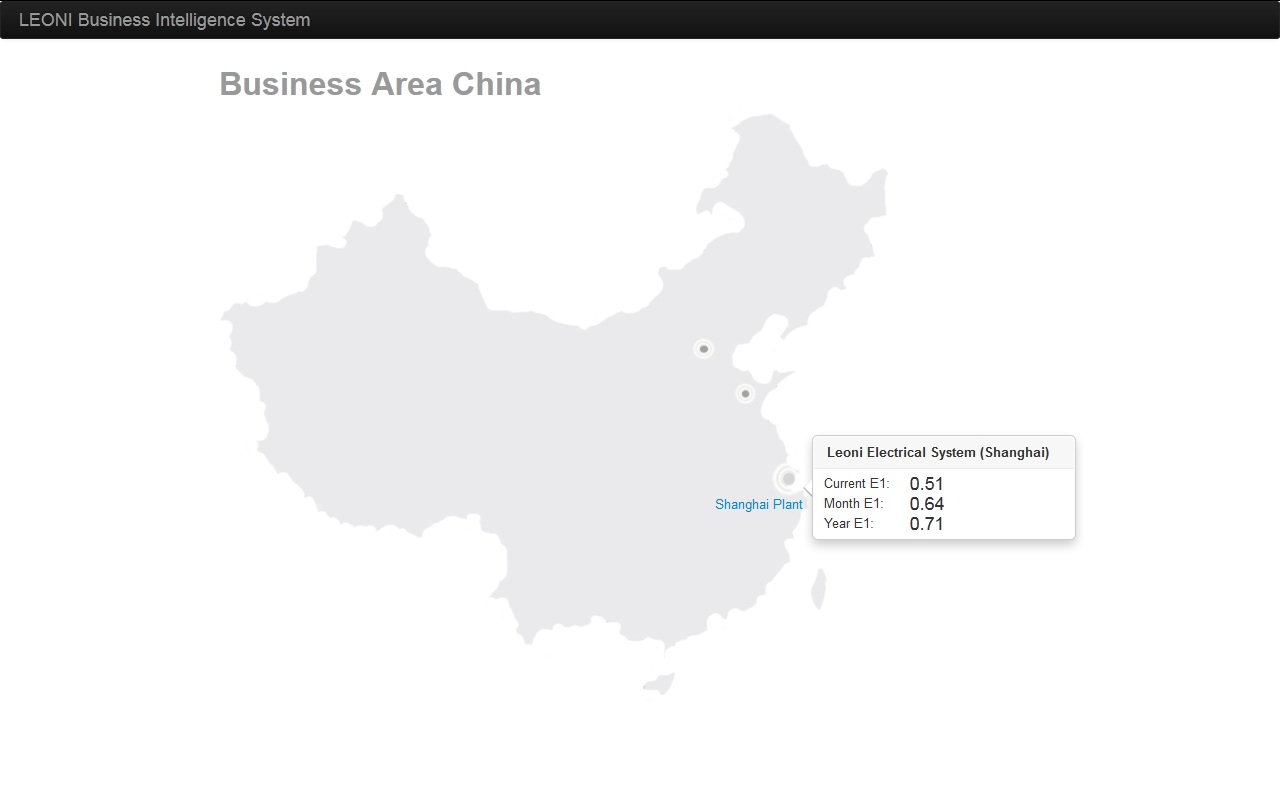 LEONI Business Intelligence System
Business Area China
Leoni Electrical System (Shanghai)
Current E1: 0.51
Month E1: 0.64
Year E1: 0.71
Shanghai Plant